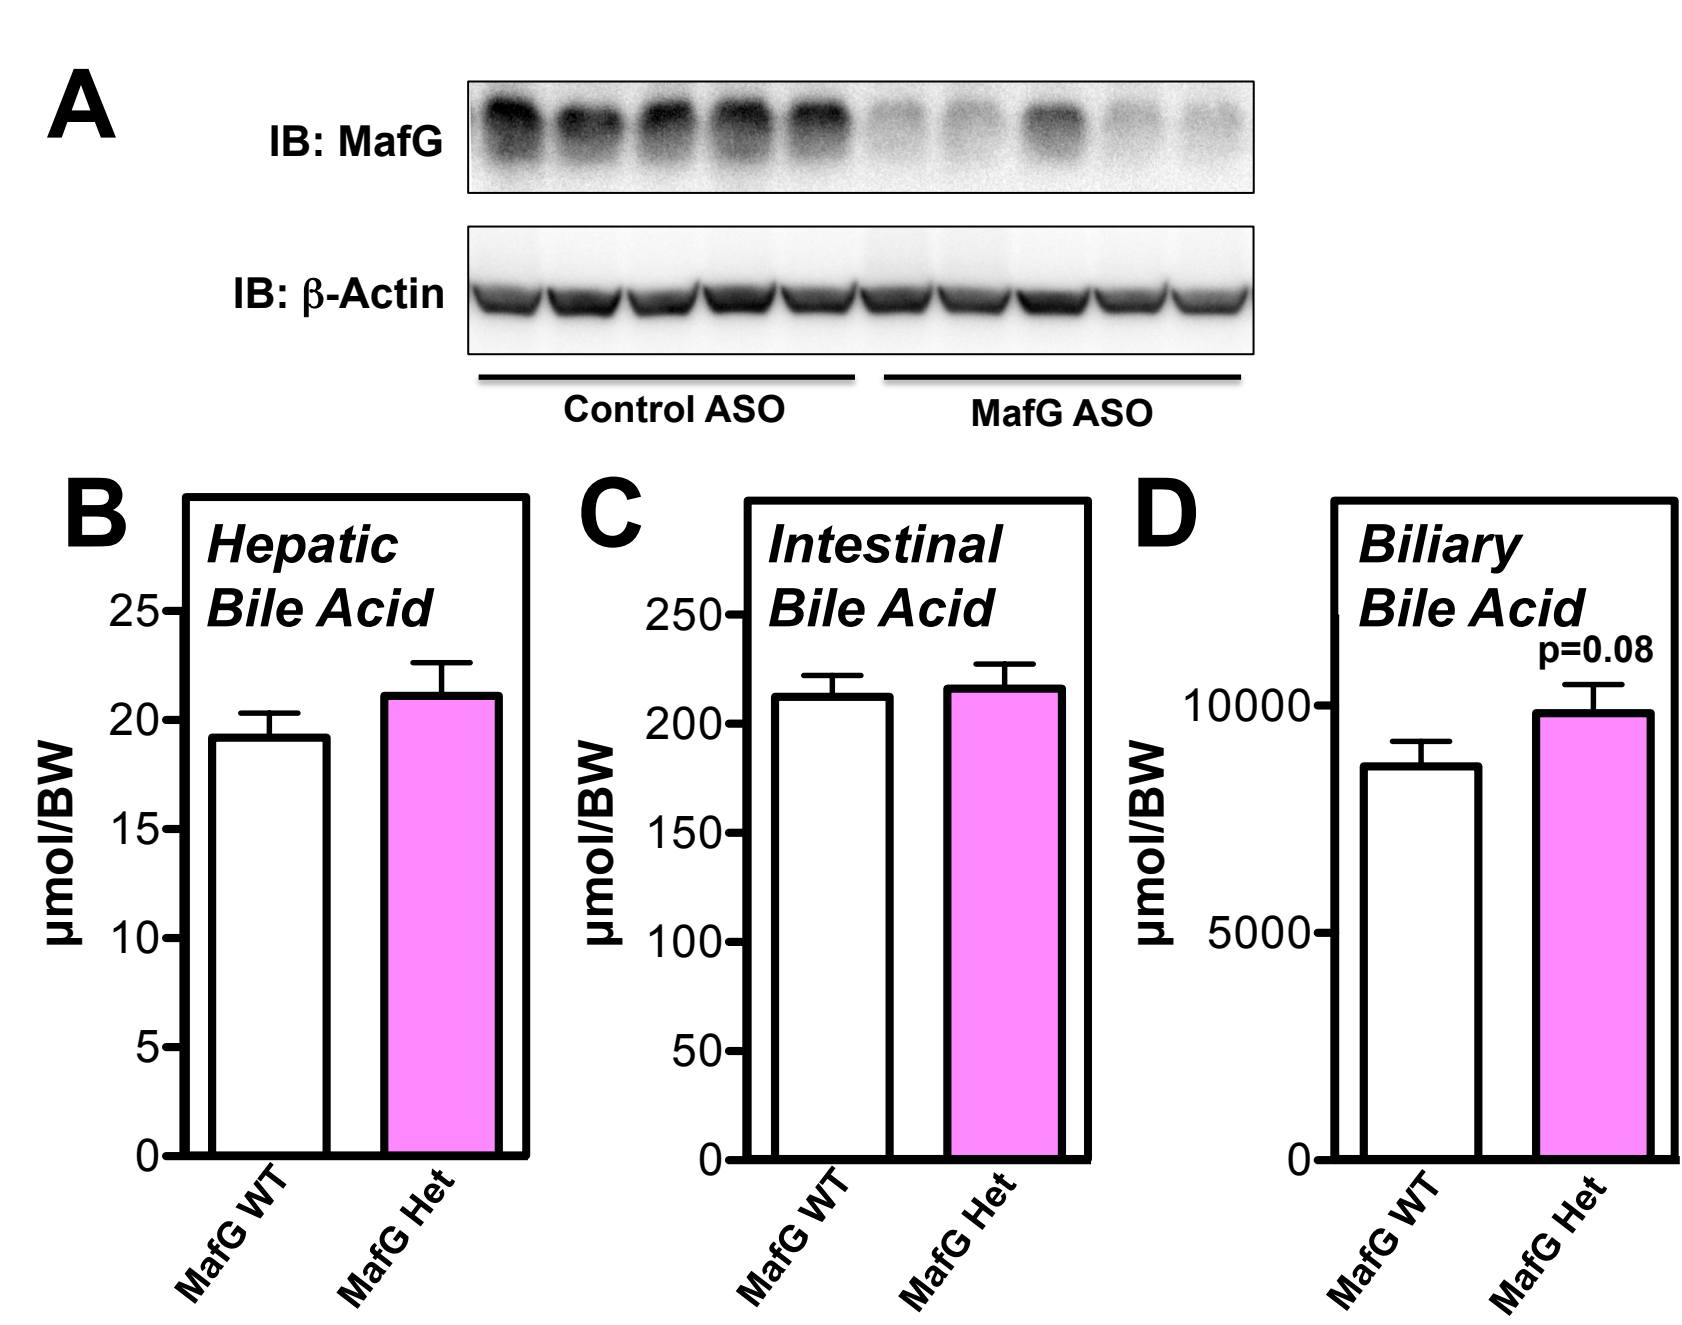 A
IB: MafG
IB: β-Actin
Control ASO
MafG ASO
B
Hepatic
Bile Acid
25
20
15
10
5
0
µmol/BW
MafG WT
MafG Het
C
Intestinal
Bile Acid
250
200
150
100
50
0
µmol/BW
MafG WT
MafG Het
D
Biliary
Bile Acid
p=0.08
10000
5000
0
µmol/BW
MafG WT
MafG Het